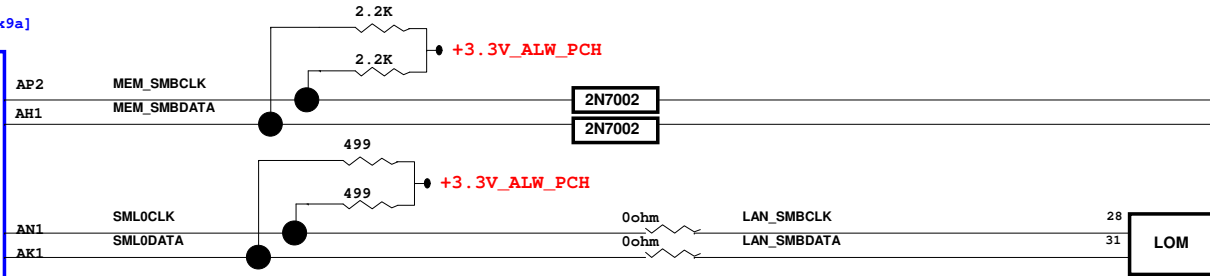 2.2K
x9a]
+3.3V_ALW_PCH
2.2K
AP2 MEM_SMBCLK
2N7002
AH1 MEM_SMBDATA
2N7002
499
+3.3V_ALW_PCH
499
AN1 SML0CLK 0ohm LAN_SMBCLK 28
AK1 SML0DATA 0ohm LAN_SMBDATA 31
LOM